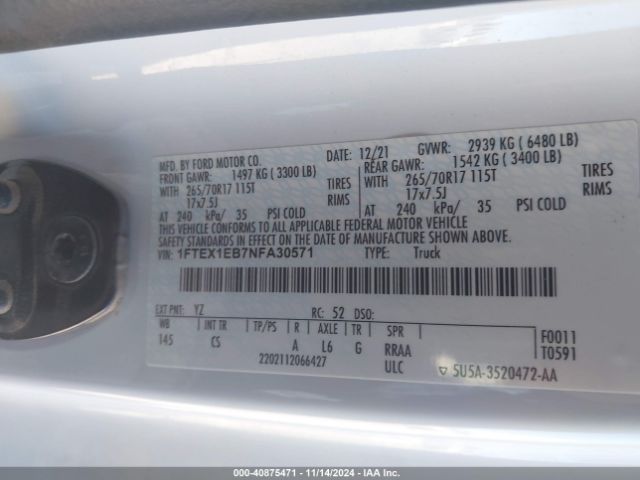 MFD. BY FORD MOTOR CO.
DATE: 12/21 GVWR: 2939 KG ( 6480 LB)
FRONT GAWR: 1497 KG ( 3300 LB) REAR GAWR: 1542 KG ( 3400 LB)
WITH 265/70R17 115T TIRES WITH 265/70R17 115T TIRES
17x7.5J RIMS 17x7.5J RIMS
AT 240 kPa/ 35 PSI COLD AT 240 kPa/ 35 PSI COLD
THIS VEHICLE CONFORMS TO ALL APPLICABLE FEDERAL MOTOR VEHICLE
SAFETY STANDARDS IN EFFECT ON THE DATE OF MANUFACTURE SHOWN ABOVE.
VIN: 1FTEX1EB7NFA30571 TYPE: Truck
EXT PNT: YZ RC: 52 DSO:
WB INT TR TP/PS R AXLE TR SPR
145 CS A L6 G RRAA
F0011
T0591
2202112066427 ULC
5U5A-3520472-AA
© 40-40875471 - 11/14/2024 - IAA Inc.